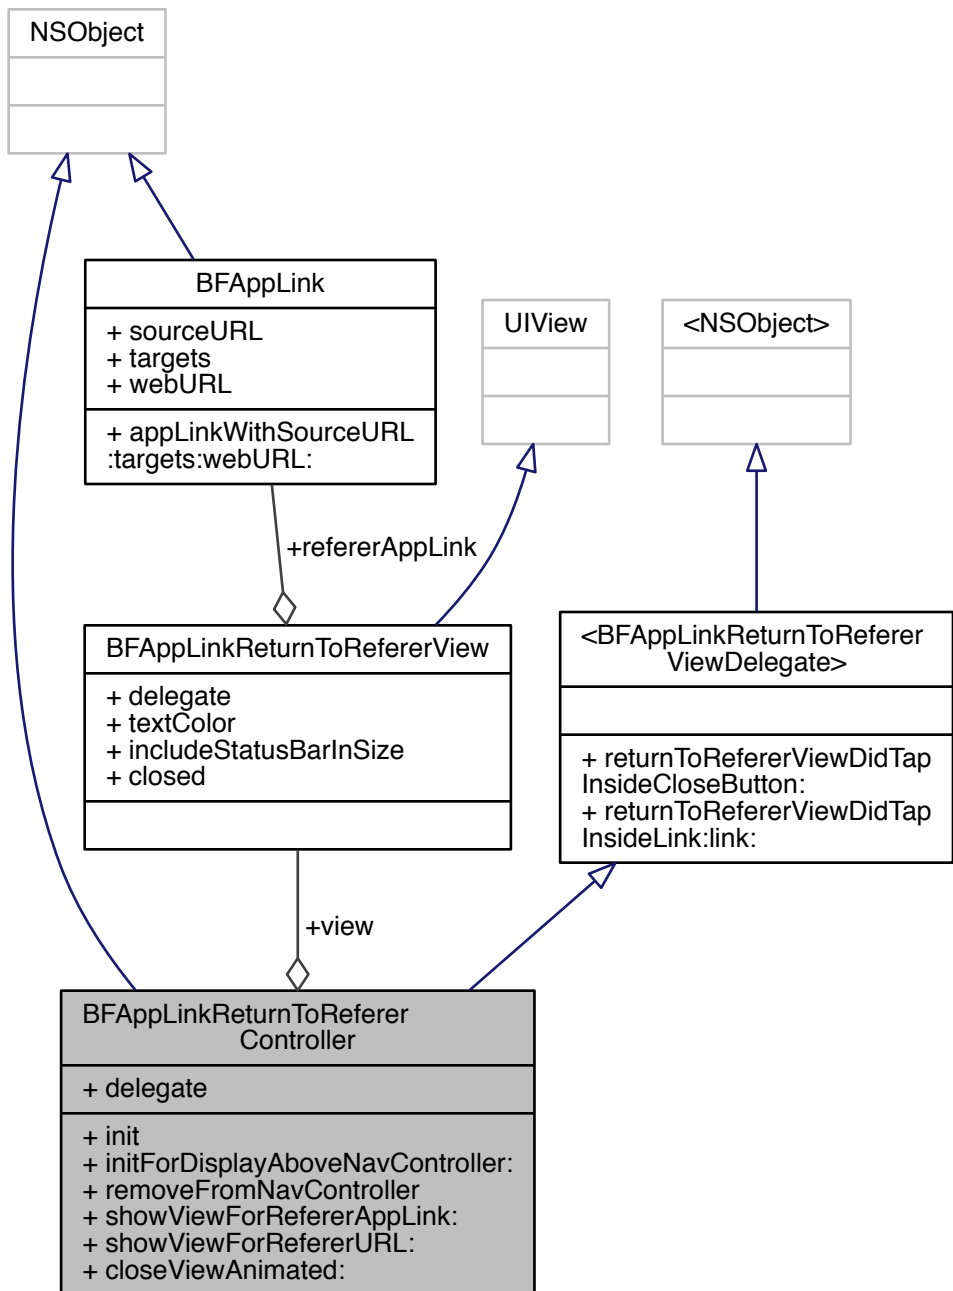 NSObject
BFAppLink
+ sourceURL
+ targets
+ webURL
+ appLinkWithSourceURL
:targets:webURL:
UIView
<NSObject>
+refererAppLink
BFAppLinkReturnToRefererView
+ delegate
+ textColor
+ includeStatusBarInSize
+ closed
<BFAppLinkReturnToReferer
ViewDelegate>
+ returnToRefererViewDidTap
InsideCloseButton:
+ returnToRefererViewDidTap
InsideLink:link:
+view
BFAppLinkReturnToReferer
Controller
+ delegate
+ init
+ initForDisplayAboveNavController:
+ removeFromNavController
+ showViewForRefererAppLink:
+ showViewForRefererURL:
+ closeViewAnimated: